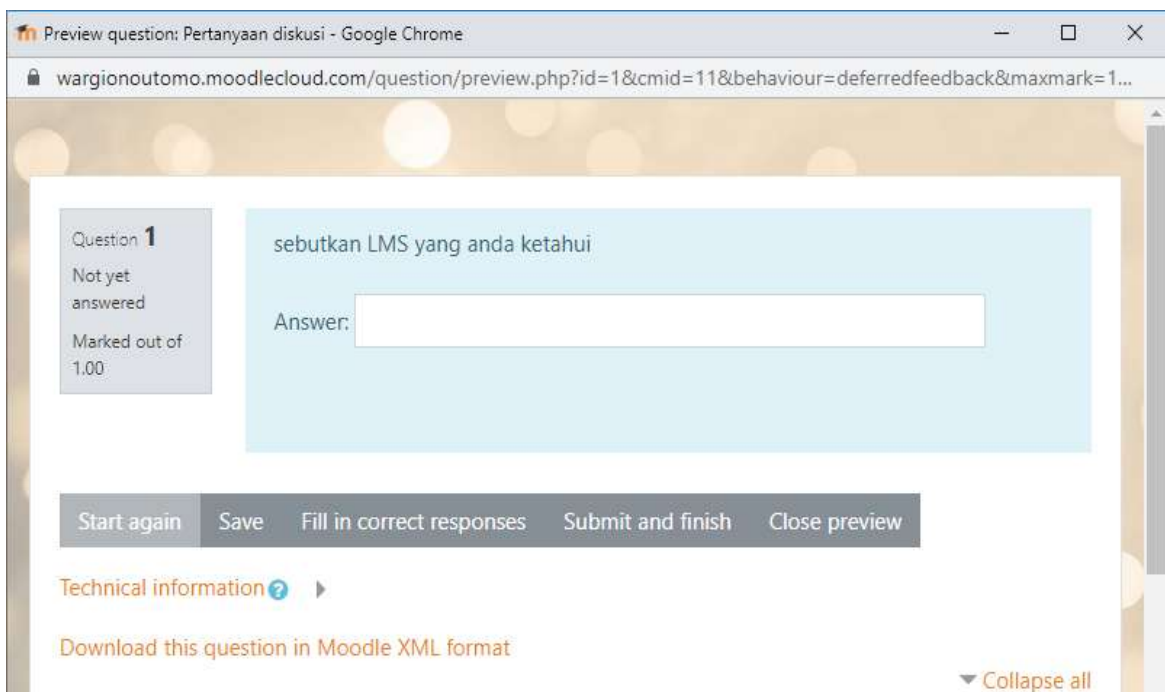 Preview question: Pertanyaan diskusi - Google Chrome
wargionoutomo.moodlecloud.com/question/preview.php?id=1&cmid=11&behaviour=deferredfeedback&maxmark=1...
Question 1
Not yet
answered
Marked out of
1.00
sebutkan LMS yang anda ketahui
Answer:
Start again Save Fill in correct responses Submit and finish Close preview
Technical information
Download this question in Moodle XML format
Collapse all